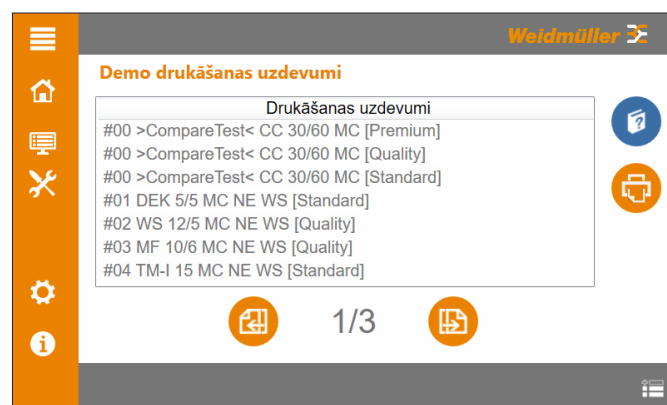 Weidmüller
Demo drukāšanas uzdevumi
Drukāšanas uzdevumi
#00 >CompareTest< CC 30/60 MC [Premium]
#00 >CompareTest< CC 30/60 MC [Quality]
#00 >CompareTest< CC 30/60 MC [Standard]
#01 DEK 5/5 MC NE WS [Standard]
#02 WS 12/5 MC NE WS [Quality]
#03 MF 10/6 MC NE WS [Quality]
#04 TM-I 15 MC NE WS [Standard]
1/3